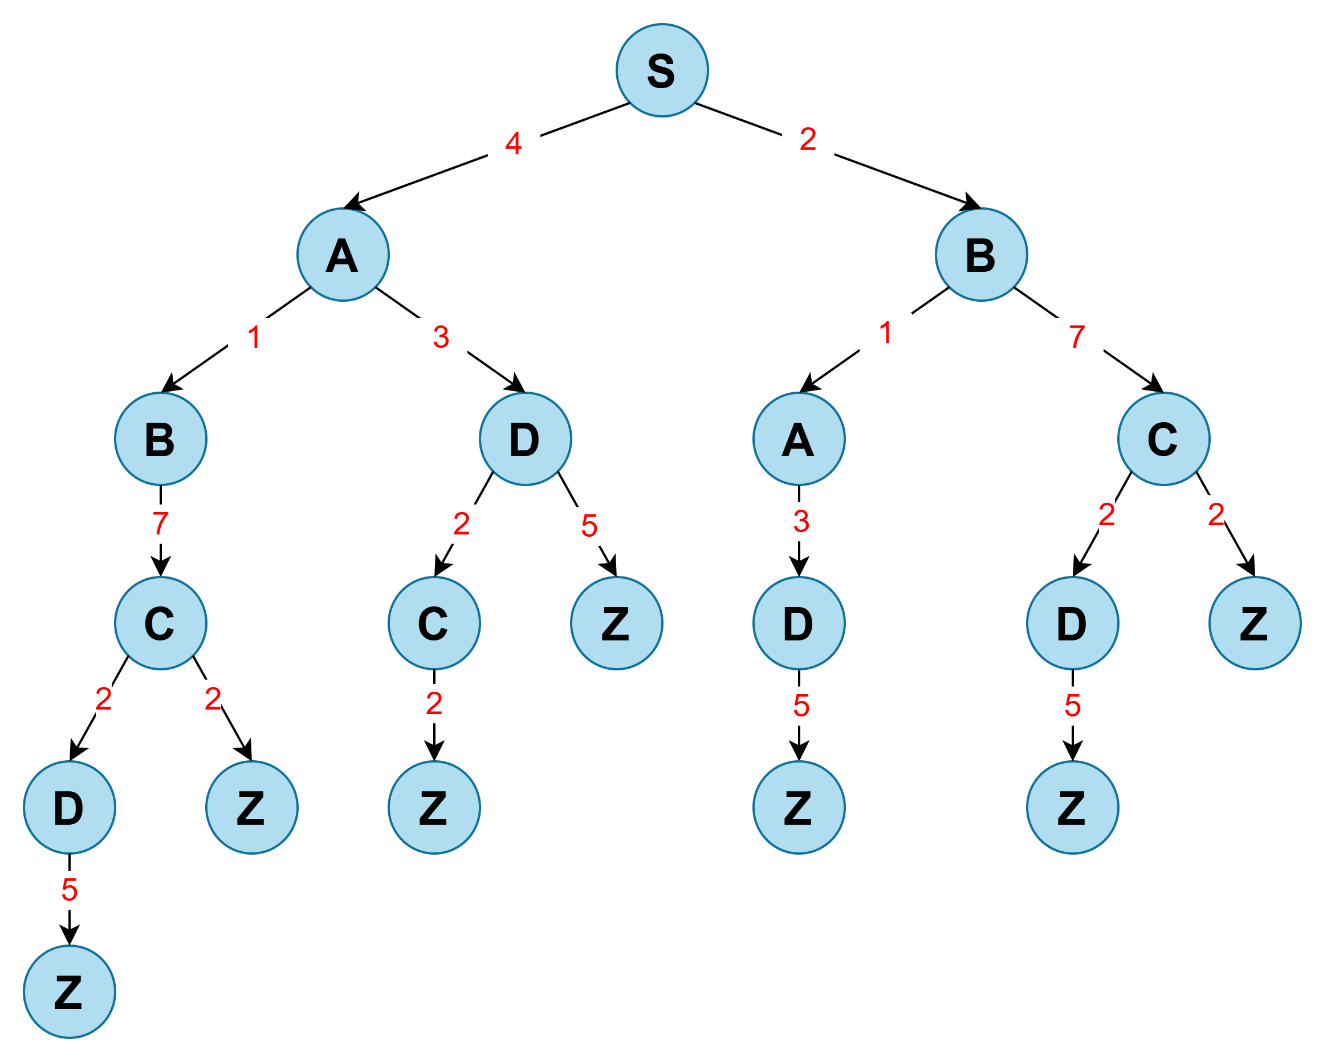 S
4 2
A B
1 3 1 7
B D A C
7 2 5 3 2 2
C C Z D D Z
2 2 2 5 5
D Z Z Z Z
5
Z